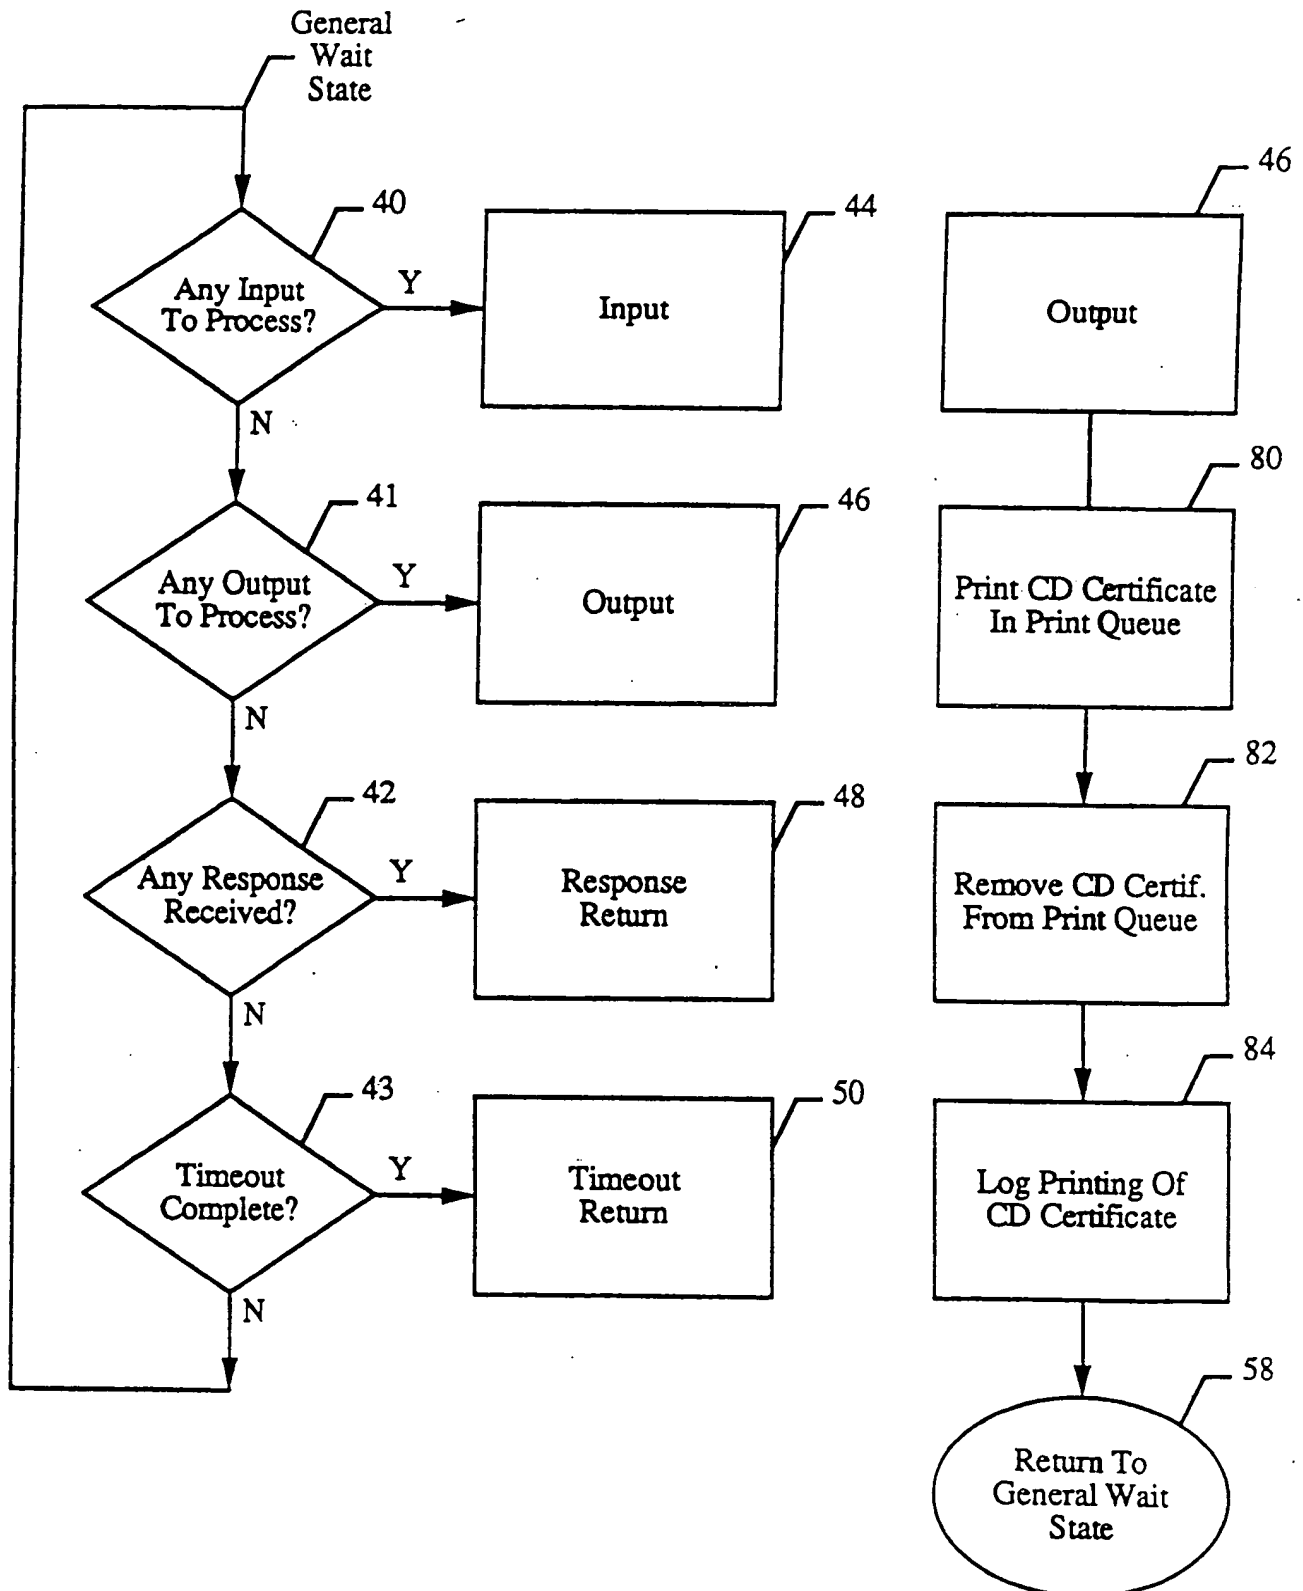 General
Wait
State
40
Any Input
To Process?
Y
44
Input
N
41
Any Output
To Process?
Y
46
Output
N
42
Any Response
Received?
Y
48
Response
Return
N
43
Timeout
Complete?
Y
50
Timeout
Return
N
46
Output
80
Print CD Certificate
In Print Queue
82
Remove CD Certif.
From Print Queue
84
Log Printing Of
CD Certificate
58
Return To
General Wait
State